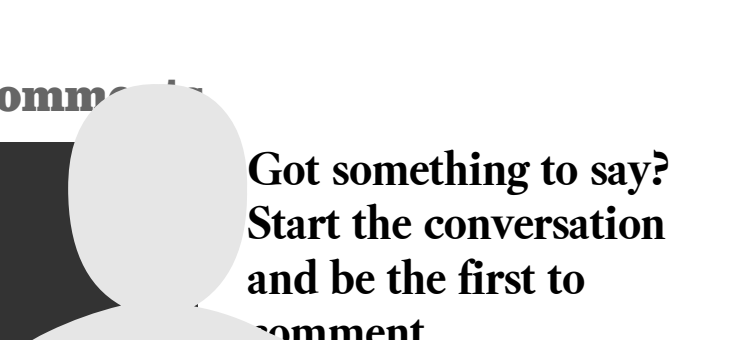 Got something to say?
Start the conversation
and be the first to
comment